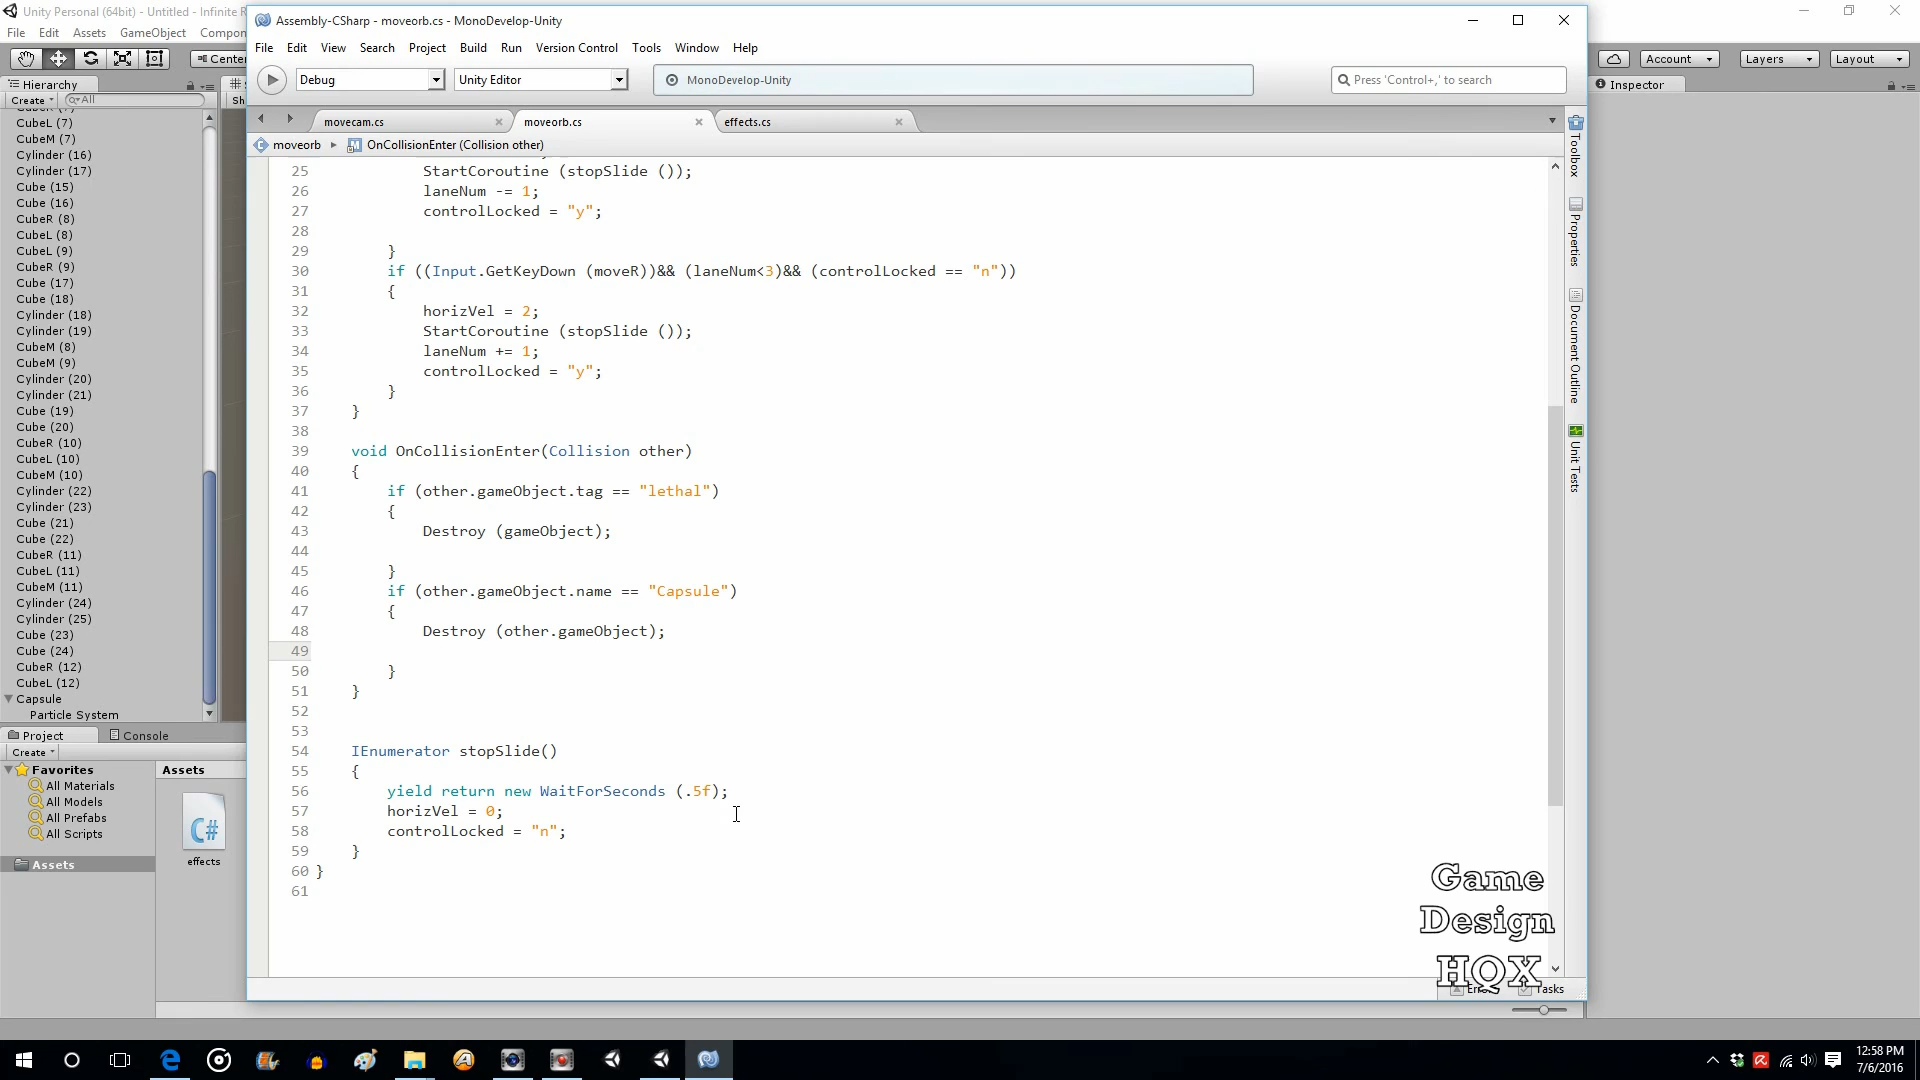 Unity Personal (64bit) - Untitled - Infinite R
File Edit Assets GameObject Compon
Center
Account
Layers
Layout
Hierarchy
Inspector
Create
All
CubeL (7)
CubeM (7)
Cylinder (16)
Cylinder (17)
Cube (15)
Cube (16)
CubeR (8)
CubeL (8)
CubeL (9)
CubeR (9)
Cube (17)
Cube (18)
Cylinder (18)
Cylinder (19)
CubeM (8)
CubeM (9)
Cylinder (20)
Cylinder (21)
Cube (19)
Cube (20)
CubeR (10)
CubeL (10)
CubeM (10)
Cylinder (22)
Cylinder (23)
Cube (21)
Cube (22)
CubeR (11)
CubeL (11)
CubeM (11)
Cylinder (24)
Cylinder (25)
Cube (23)
Cube (24)
CubeR (12)
CubeL (12)
Capsule
Particle System
Project
Console
Create
Favorites
All Materials
All Models
All Prefabs
All Scripts
Assets
Assets
C#
effects
Assembly-CSharp - moveorb.cs - MonoDevelop-Unity
File Edit View Search Project Build Run Version Control Tools Window Help
Debug
Unity Editor
MonoDevelop-Unity
Press 'Control+,' to search
movecam.cs
moveorb.cs
effects.cs
moveorb
OnCollisionEnter (Collision other)
25 StartCoroutine (stopSlide ());
26 laneNum -= 1;
27 controlLocked = "y";
28
29 }
30 if ((Input.GetKeyDown (moveR))&& (laneNum<3)&& (controlLocked == "n"))
31 {
32 horizVel = 2;
33 StartCoroutine (stopSlide ());
34 laneNum += 1;
35 controlLocked = "y";
36 }
37 }
38
39 void OnCollisionEnter(Collision other)
40 {
41 if (other.gameObject.tag == "lethal")
42 {
43 Destroy (gameObject);
44
45 }
46 if (other.gameObject.name == "Capsule")
47 {
48 Destroy (other.gameObject);
49
50 }
51 }
52
53
54 IEnumerator stopSlide()
55 {
56 yield return new WaitForSeconds (.5f);
57 horizVel = 0;
58 controlLocked = "n";
59 }
60 }
61
Toolbox
Properties
Document Outline
Unit Tests
Game
Design
HQX
Tasks
12:58 PM
7/6/2016